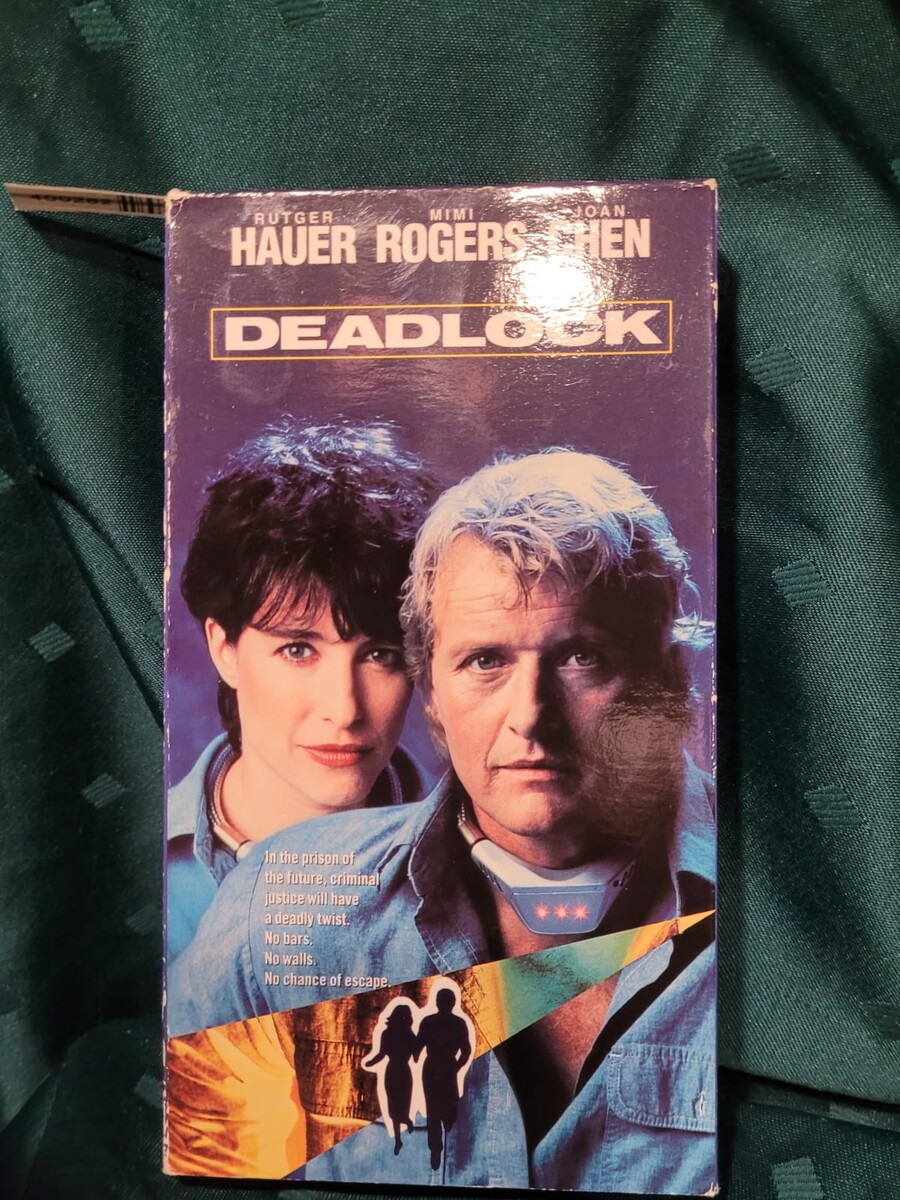 400262
RUTGER MIMI JOAN
HAUER ROGERS CHEN
DEADLOCK
In the prison of
the future, criminal
justice will have
a deadly twist.
No bars.
No walls.
No chance of escape.